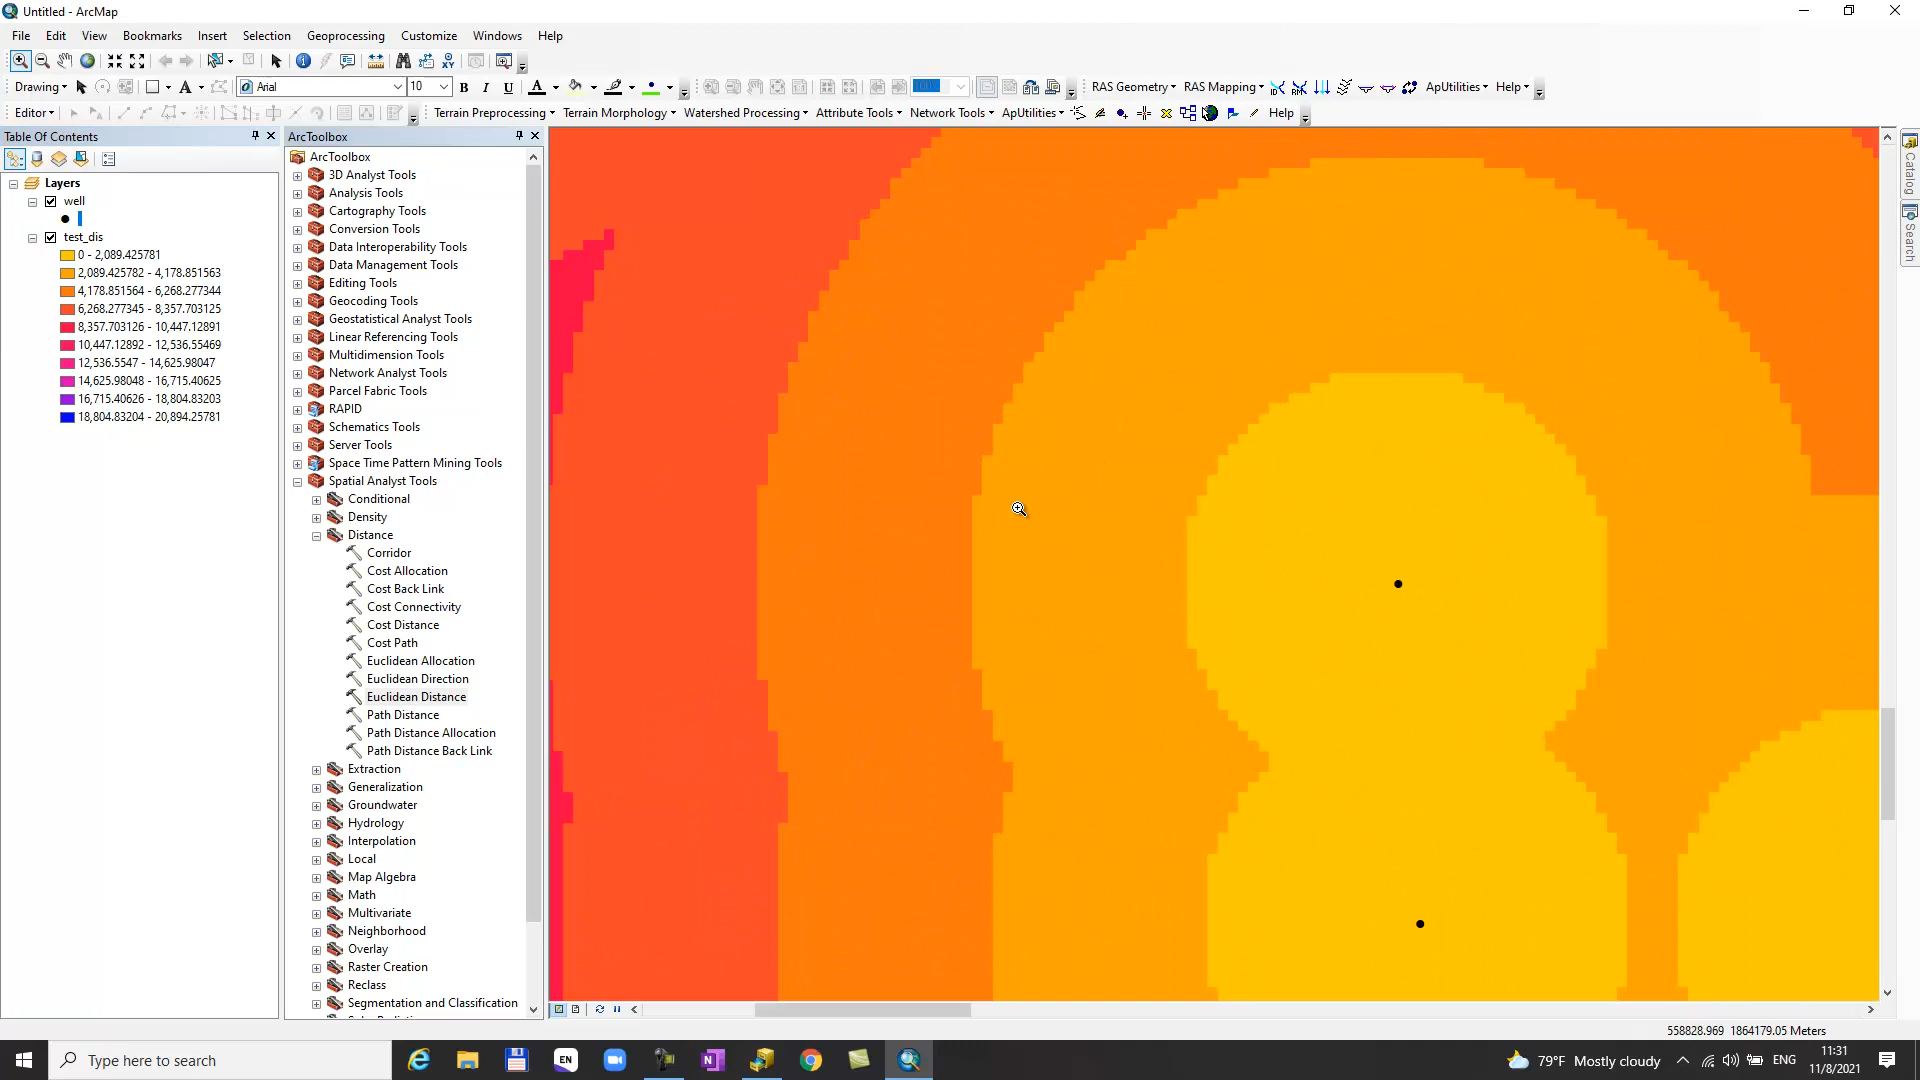 Untitled - ArcMap
File Edit View Bookmarks Insert Selection Geoprocessing Customize Windows Help
Drawing Arial 10 B I U A RAS Geometry RAS Mapping ApUtilities Help
Editor Terrain Preprocessing Terrain Morphology Watershed Processing Attribute Tools Network Tools ApUtilities Help
Table Of Contents
Layers
well
test_dis
0 - 2,089.425781
2,089.425782 - 4,178.851563
4,178.851564 - 6,268.277344
6,268.277345 - 8,357.703125
8,357.703126 - 10,447.12891
10,447.12892 - 12,536.55469
12,536.5547 - 14,625.98047
14,625.98048 - 16,715.40625
16,715.40626 - 18,804.83203
18,804.83204 - 20,894.25781
ArcToolbox
ArcToolbox
3D Analyst Tools
Analysis Tools
Cartography Tools
Conversion Tools
Data Interoperability Tools
Data Management Tools
Editing Tools
Geocoding Tools
Geostatistical Analyst Tools
Linear Referencing Tools
Multidimension Tools
Network Analyst Tools
Parcel Fabric Tools
RAPID
Schematics Tools
Server Tools
Space Time Pattern Mining Tools
Spatial Analyst Tools
Conditional
Density
Distance
Corridor
Cost Allocation
Cost Back Link
Cost Connectivity
Cost Distance
Cost Path
Euclidean Allocation
Euclidean Direction
Euclidean Distance
Path Distance
Path Distance Allocation
Path Distance Back Link
Extraction
Generalization
Groundwater
Hydrology
Interpolation
Local
Map Algebra
Math
Multivariate
Neighborhood
Overlay
Raster Creation
Reclass
Segmentation and Classification
Catalog
Search
558828.969 1864179.05 Meters
Type here to search
EN
79°F Mostly cloudy
ENG
11:31
11/8/2021